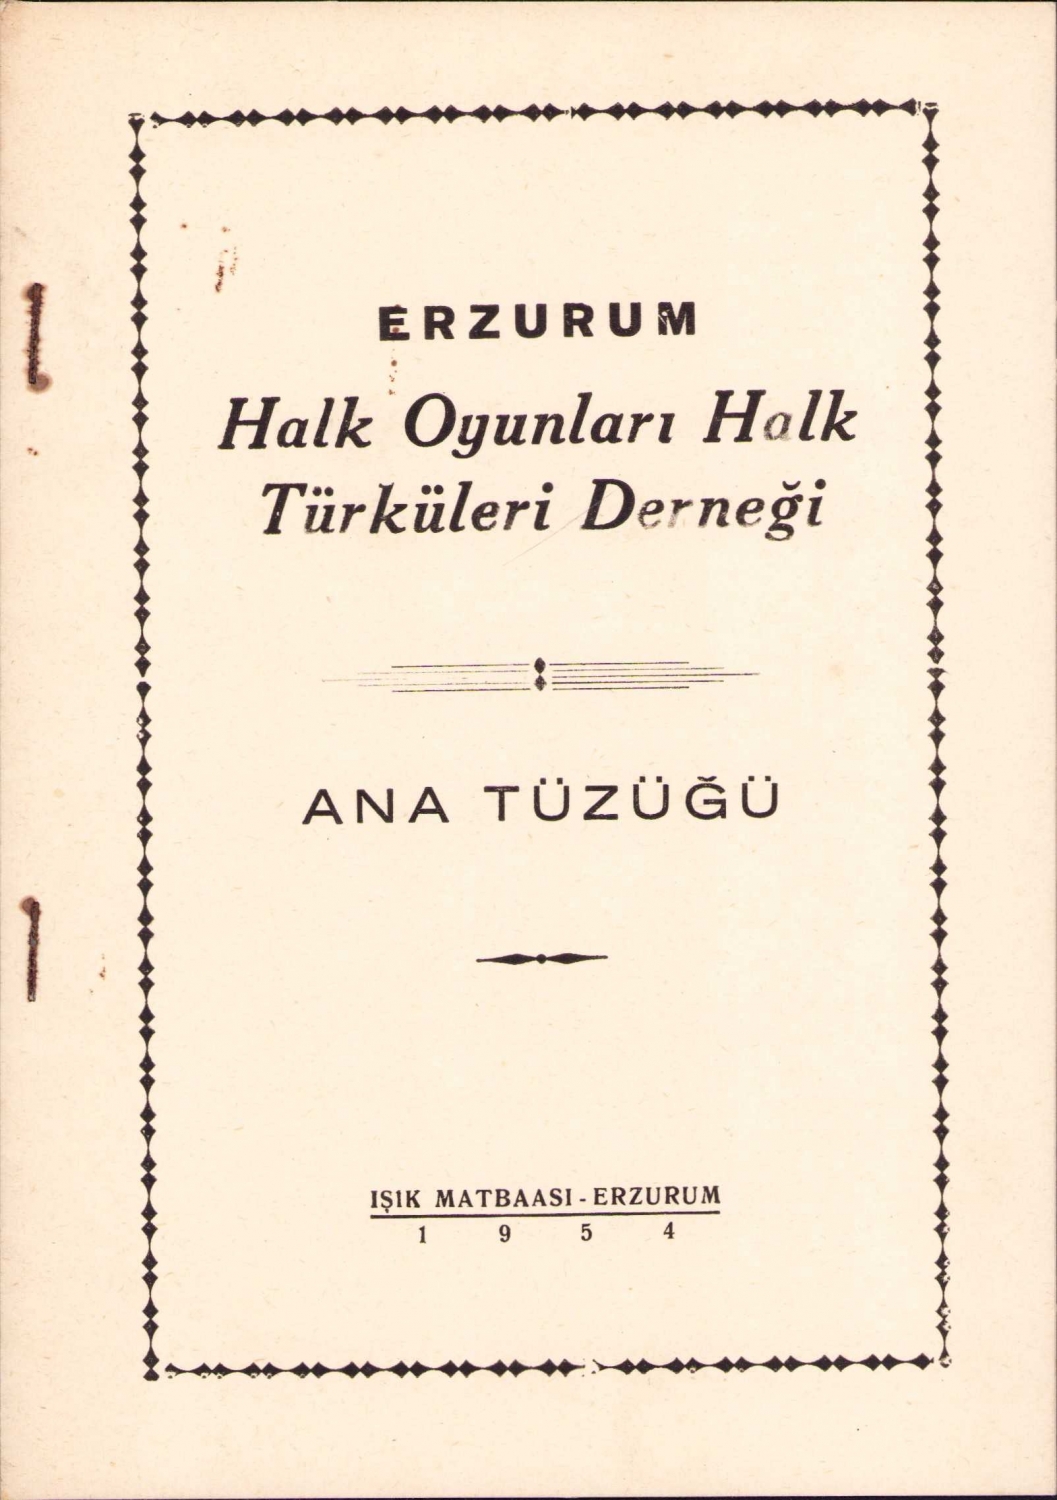 ERZURUM
Halk Oyunları Halk
Türküleri Derneği
ANA TÜZÜĞÜ
IŞIK MATBAASI - ERZURUM
1 9 5 4